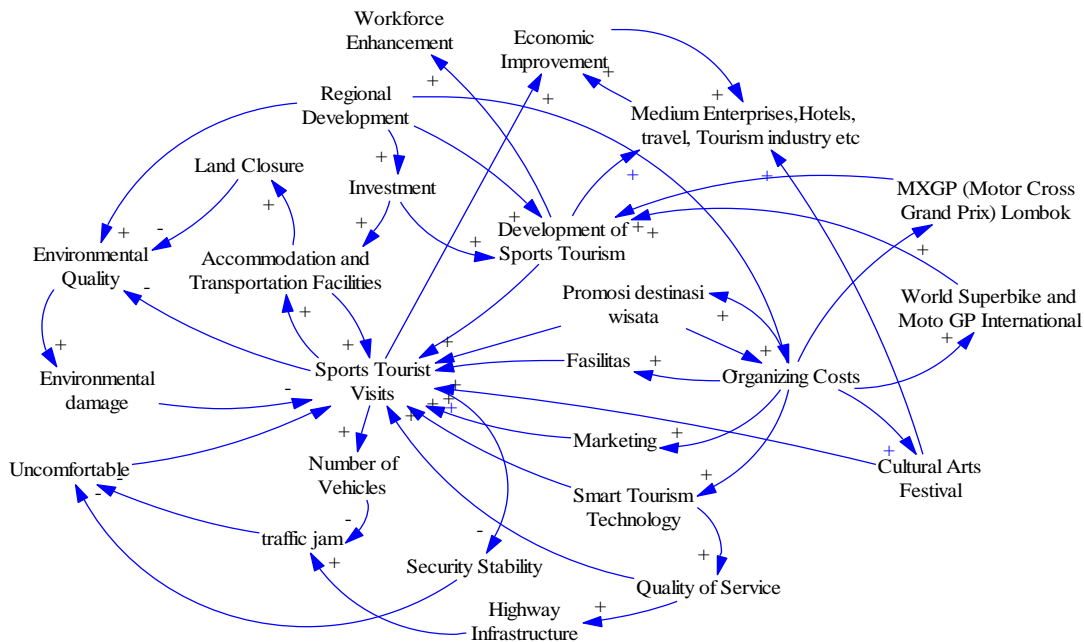 Workforce
Enhancement
Economic
Improvement
Regional
Development
Medium Enterprises,Hotels,
travel, Tourism industry etc
Land Closure
Investment
MXGP (Motor Cross
Grand Prix) Lombok
Environmental
Quality
Accommodation and
Transportation Facilities
Development of
Sports Tourism
Promosi destinasi
wisata
World Superbike and
Moto GP International
Environmental
damage
Sports Tourist
Visits
Fasilitas
Organizing Costs
Marketing
Uncomfortable
Number of
Vehicles
Smart Tourism
Technology
Cultural Arts
Festival
traffic jam
Security Stability
Quality of Service
Highway
Infrastructure